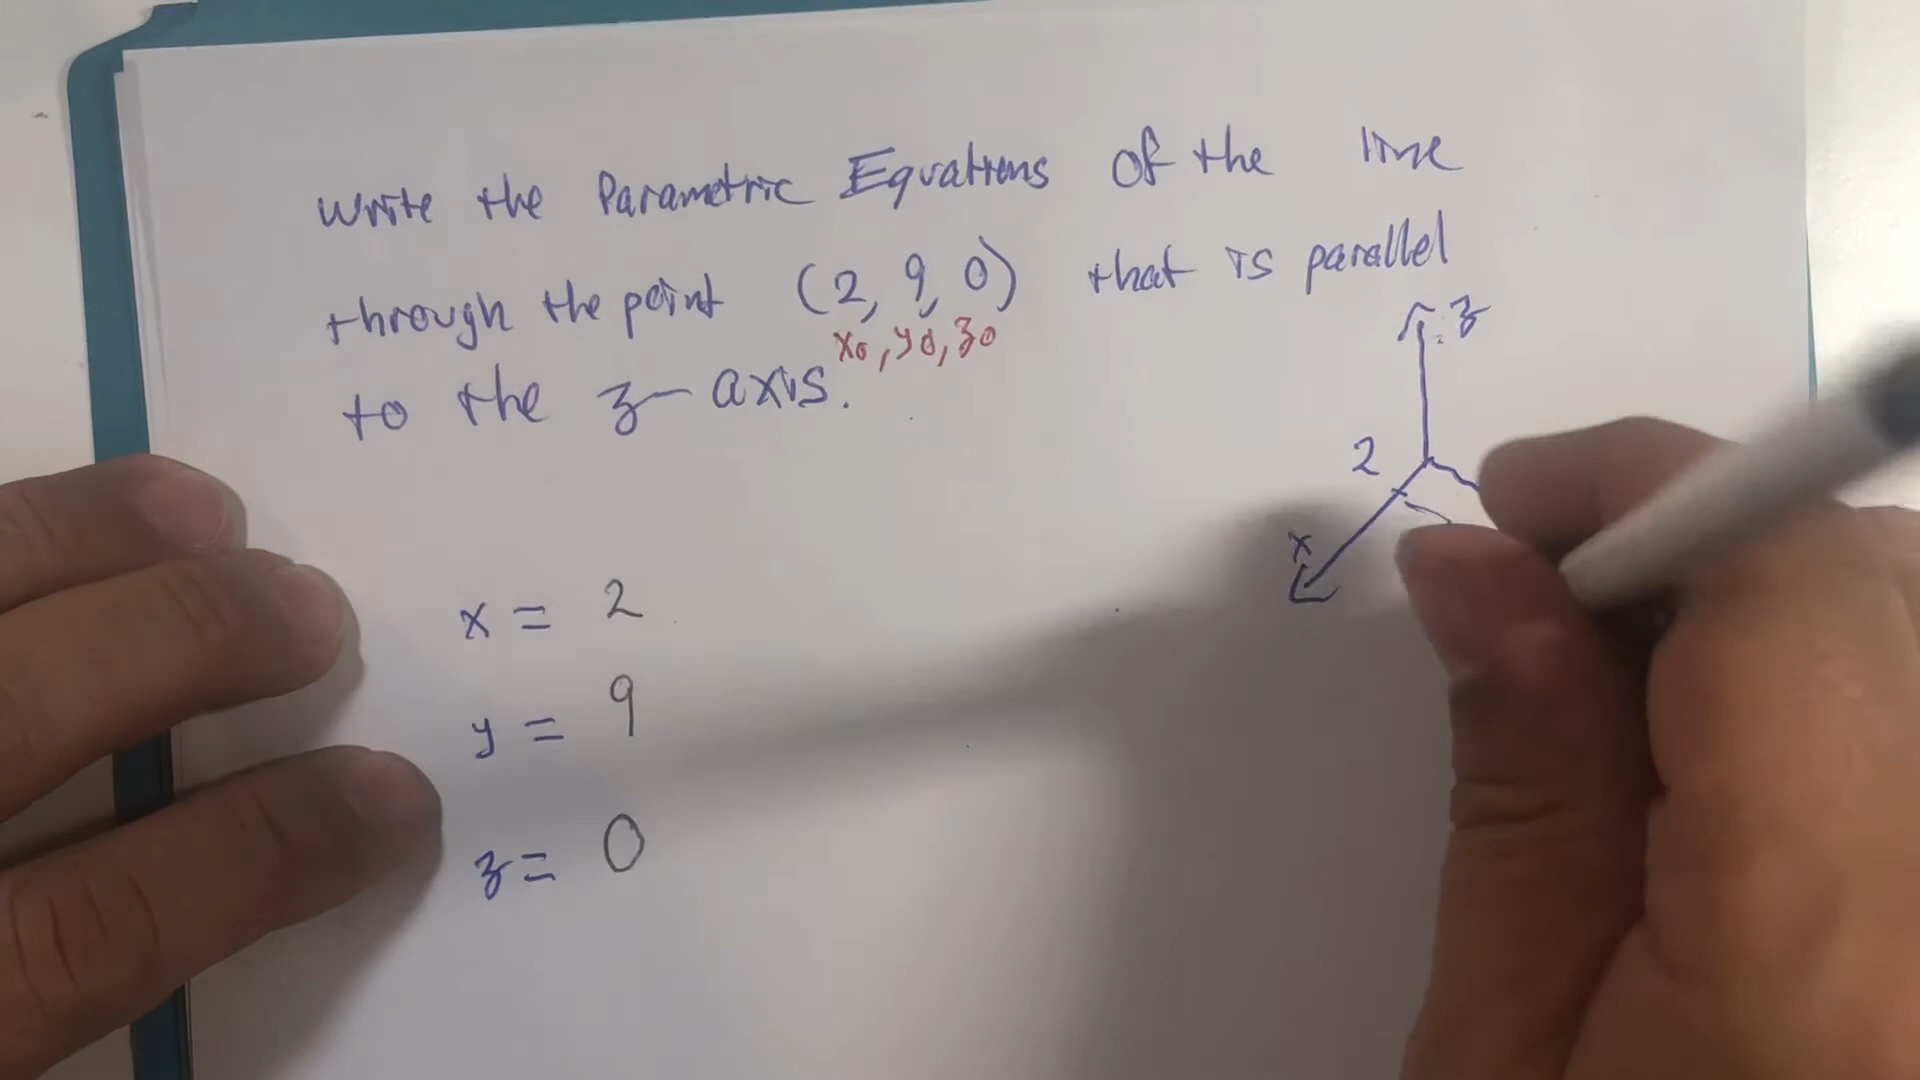 Write the Parametric Equations of the line
through the point (2, 9, 0) that is parallel
x0, y0, z0
to the z-axis.
z
2
x
x = 2
y = 9
z = 0